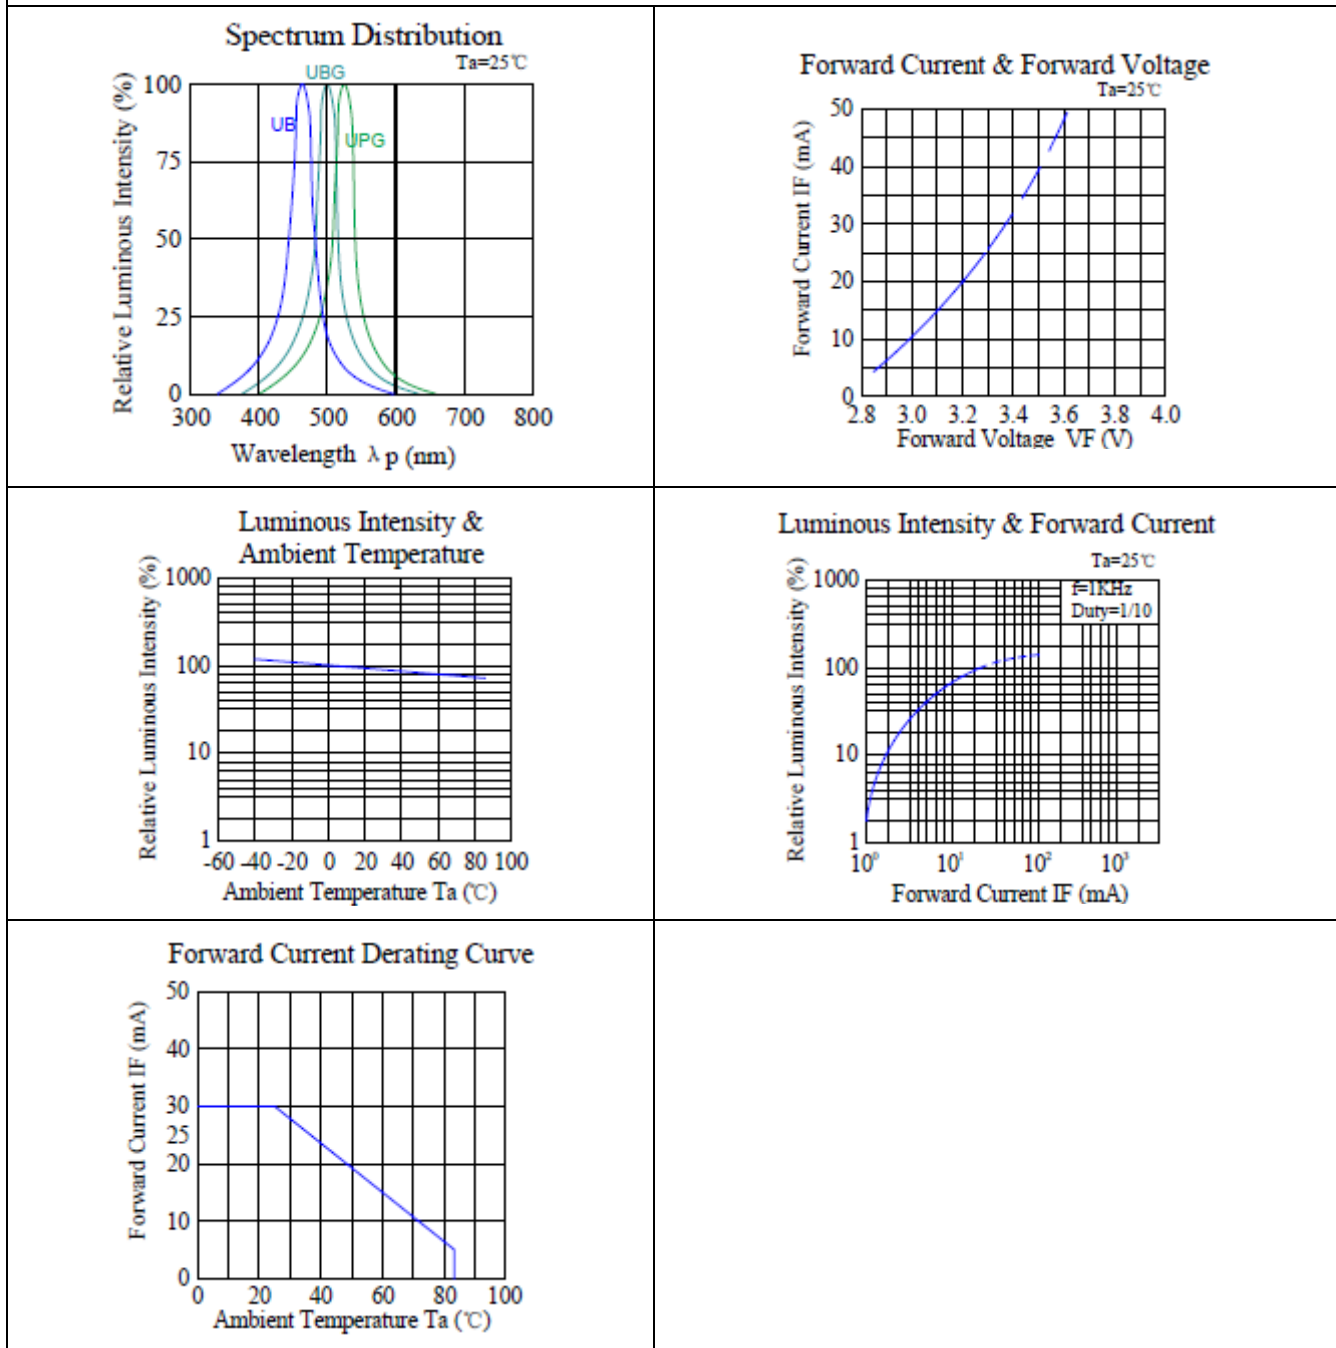 Spectrum Distribution
Ta=25℃
UBG
UB
UPG
Relative Luminous Intensity (%)
100
75
50
25
0
300 400 500 600 700 800
Wavelength λ p (nm)
Forward Current & Forward Voltage
Ta=25℃
Forward Current IF (mA)
50
40
30
20
10
0
2.8 3.0 3.2 3.4 3.6 3.8 4.0
Forward Voltage VF (V)
Luminous Intensity &
Ambient Temperature
Relative Luminous Intensity (%)
1000
100
10
1
-60 -40 -20 0 20 40 60 80 100
Ambient Temperature Ta (℃)
Luminous Intensity & Forward Current
Ta=25℃
f=1KHz
Duty=1/10
Relative Luminous Intensity (%)
1000
100
10
1
10⁰ 10¹ 10² 10³
Forward Current IF (mA)
Forward Current Derating Curve
Forward Current IF (mA)
50
40
30
25
20
10
0
0 20 40 60 80 100
Ambient Temperature Ta (℃)